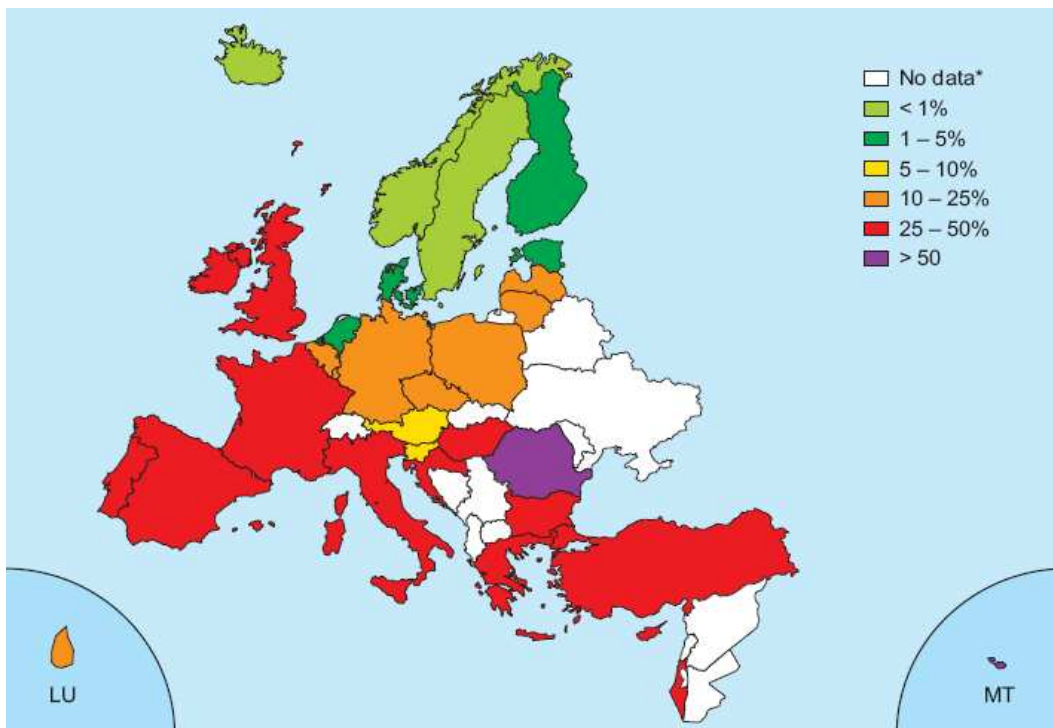 No data*
< 1%
1 – 5%
5 – 10%
10 – 25%
25 – 50%
> 50
LU
MT